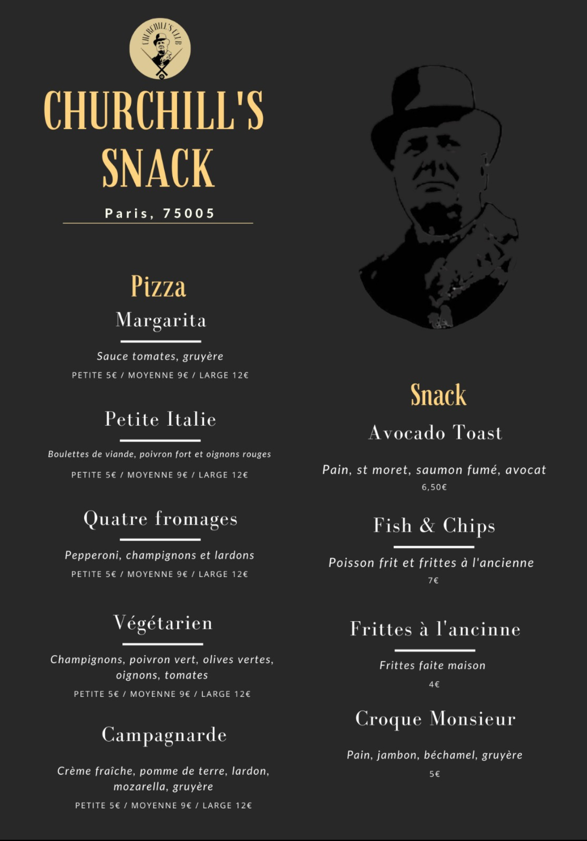 CHURCHILL'S CLUB
CHURCHILL'S
SNACK
Paris, 75005
Pizza
Margarita
Sauce tomates, gruyère
PETITE 5€ / MOYENNE 9€ / LARGE 12€
Petite Italie
Boulettes de viande, poivron fort et oignons rouges
PETITE 5€ / MOYENNE 9€ / LARGE 12€
Quatre fromages
Pepperoni, champignons et lardons
PETITE 5€ / MOYENNE 9€ / LARGE 12€
Végétarien
Champignons, poivron vert, olives vertes,
oignons, tomates
PETITE 5€ / MOYENNE 9€ / LARGE 12€
Campagnarde
Crème fraîche, pomme de terre, lardon,
mozarella, gruyère
PETITE 5€ / MOYENNE 9€ / LARGE 12€
Snack
Avocado Toast
Pain, st moret, saumon fumé, avocat
6,50€
Fish & Chips
Poisson frit et frittes à l'ancienne
7€
Frittes à l'ancinne
Frittes faite maison
4€
Croque Monsieur
Pain, jambon, béchamel, gruyère
5€